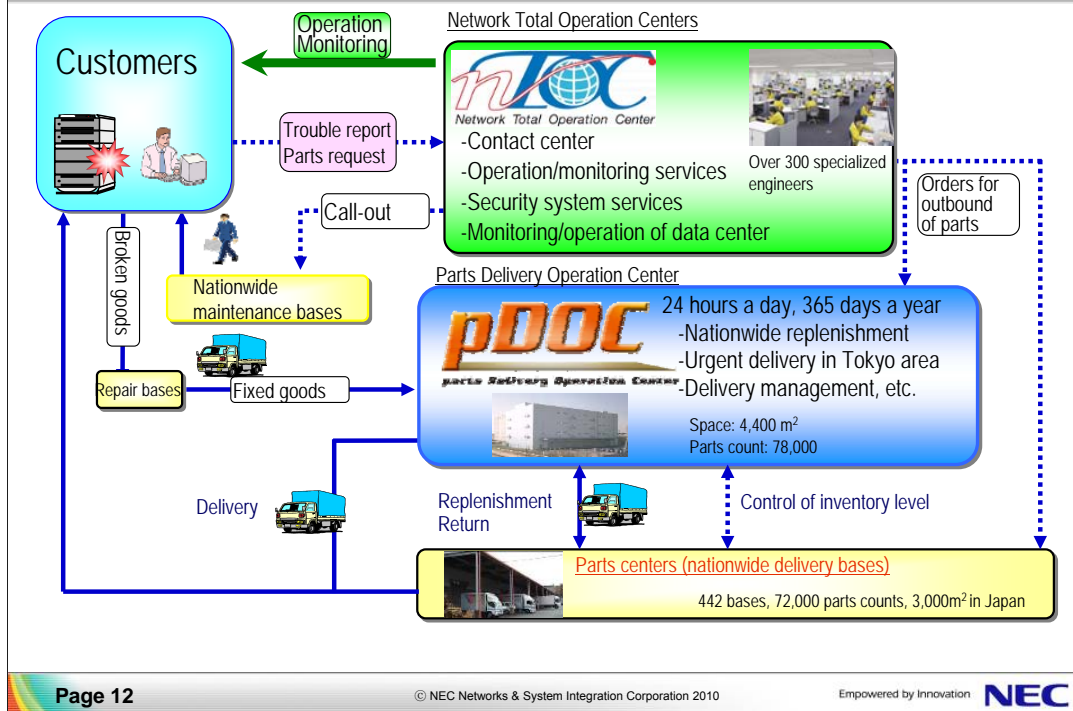 Network Total Operation Centers
Operation
Monitoring
Customers
nTOC
Network Total Operation Center
-Contact center
-Operation/monitoring services
-Security system services
-Monitoring/operation of data center
Over 300 specialized
engineers
Trouble report
Parts request
Orders for
outbound
of parts
Call-out
Broken goods
Nationwide
maintenance bases
Parts Delivery Operation Center
pDOC
parts Delivery Operation Center
24 hours a day, 365 days a year
-Nationwide replenishment
-Urgent delivery in Tokyo area
-Delivery management, etc.
Space: 4,400 m²
Parts count: 78,000
Repair bases
Fixed goods
Delivery
Replenishment
Return
Control of inventory level
Parts centers (nationwide delivery bases)
442 bases, 72,000 parts counts, 3,000m² in Japan
Page 12
Ⓒ NEC Networks & System Integration Corporation 2010
Empowered by Innovation
NEC